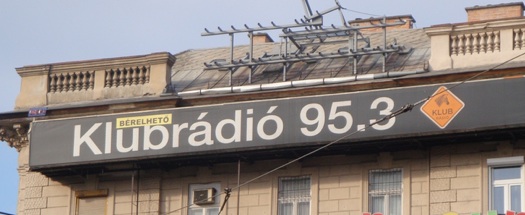 BÉRELHETŐ
Klubrádió 95.3
KLUB